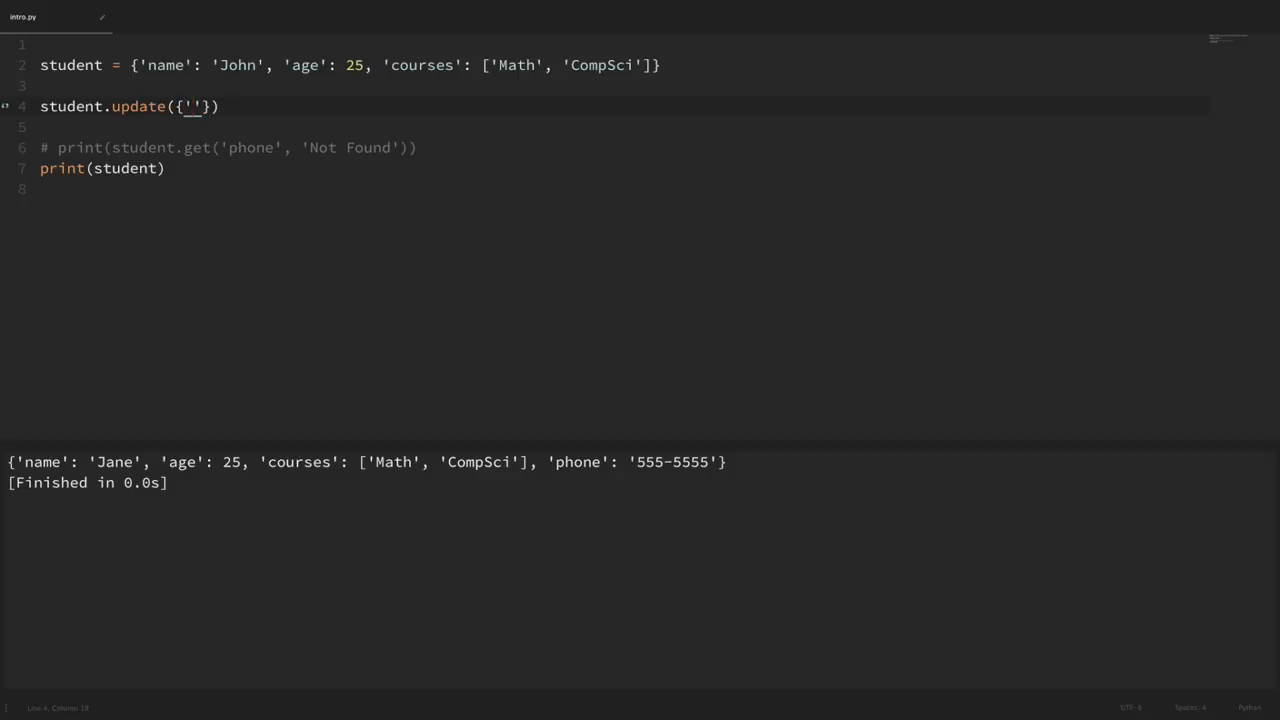 intro.py
1
2 student = {'name': 'John', 'age': 25, 'courses': ['Math', 'CompSci']}
3
4 student.update({''})
5
6 # print(student.get('phone', 'Not Found'))
7 print(student)
8
{'name': 'Jane', 'age': 25, 'courses': ['Math', 'CompSci'], 'phone': '555-5555'}
[Finished in 0.0s]
Line 4, Column 18 UTF-8 Spaces: 4 Python